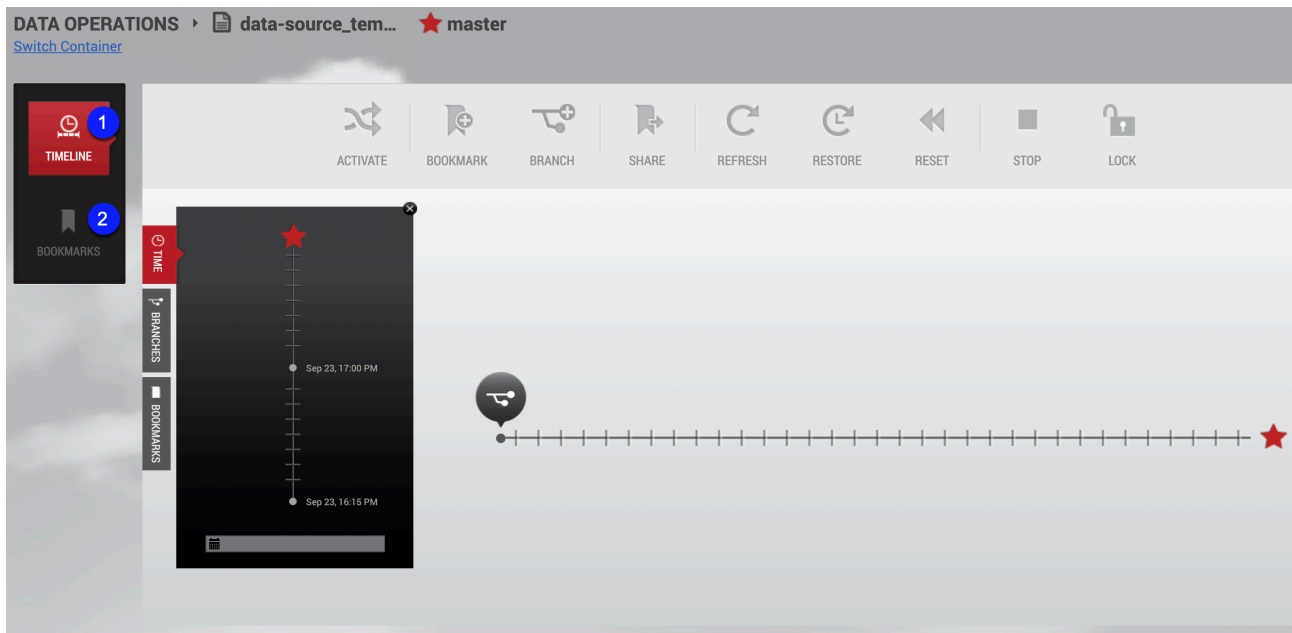 DATA OPERATIONS data-source_tem... master
Switch Container
1
TIMELINE
2
BOOKMARKS
ACTIVATE BOOKMARK BRANCH SHARE REFRESH RESTORE RESET STOP LOCK
TIME
BRANCHES
BOOKMARKS
Sep 23, 17:00 PM
Sep 23, 16:15 PM